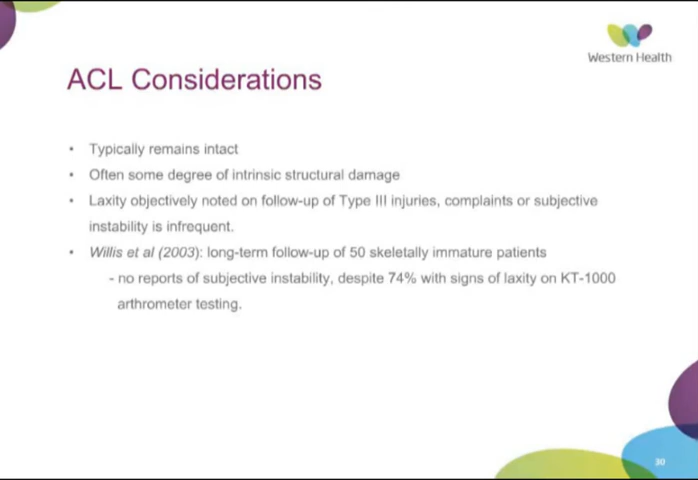 Western Health
ACL Considerations
• Typically remains intact
• Often some degree of intrinsic structural damage
• Laxity objectively noted on follow-up of Type III injuries, complaints or subjective
instability is infrequent.
• Willis et al (2003): long-term follow-up of 50 skeletally immature patients
- no reports of subjective instability, despite 74% with signs of laxity on KT-1000
arthrometer testing.
30